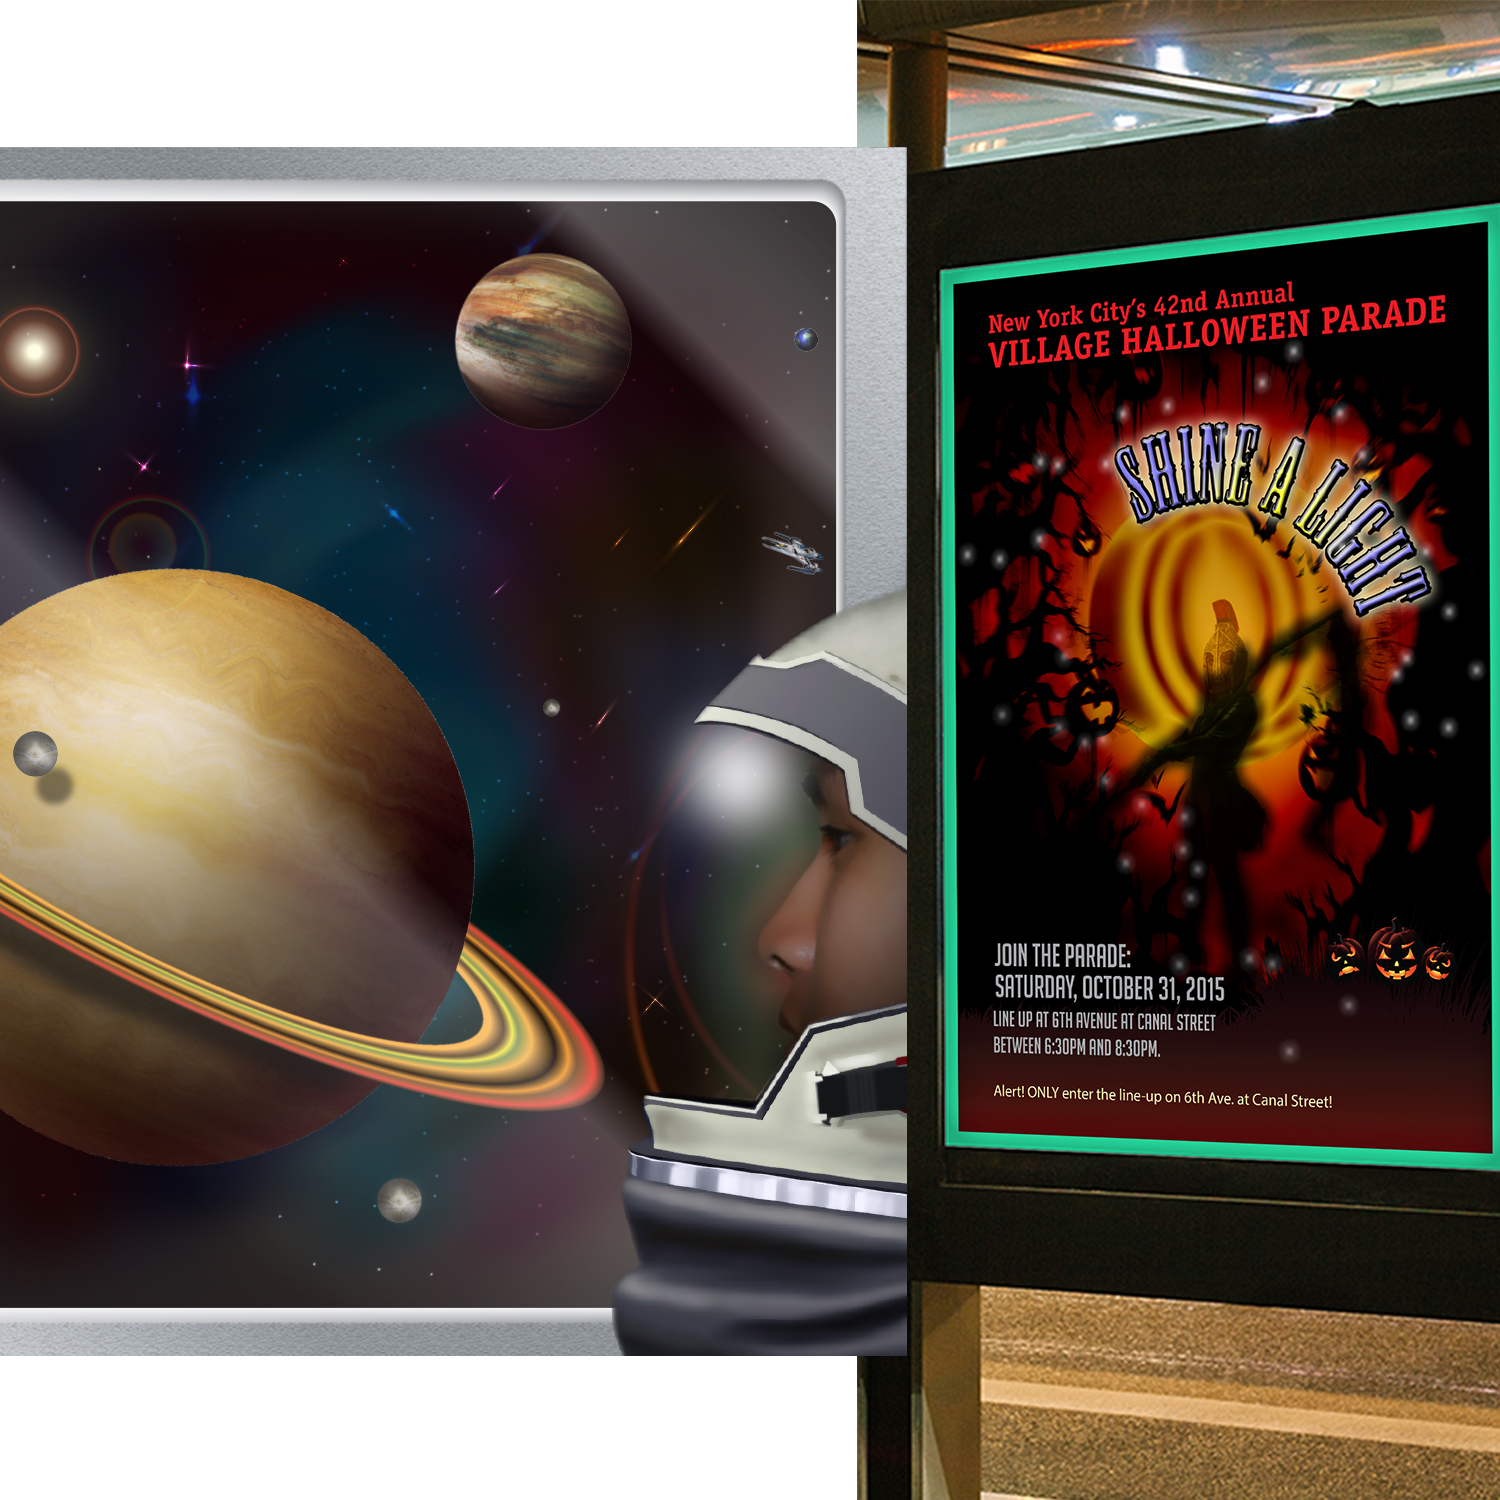 New York City's 42nd Annual
VILLAGE HALLOWEEN PARADE
SHINE A LIGHT
JOIN THE PARADE:
SATURDAY, OCTOBER 31, 2015
LINE UP AT 6TH AVENUE AT CANAL STREET
BETWEEN 6:30PM AND 8:30PM.
Alert! ONLY enter the line-up on 6th Ave. at Canal Street!